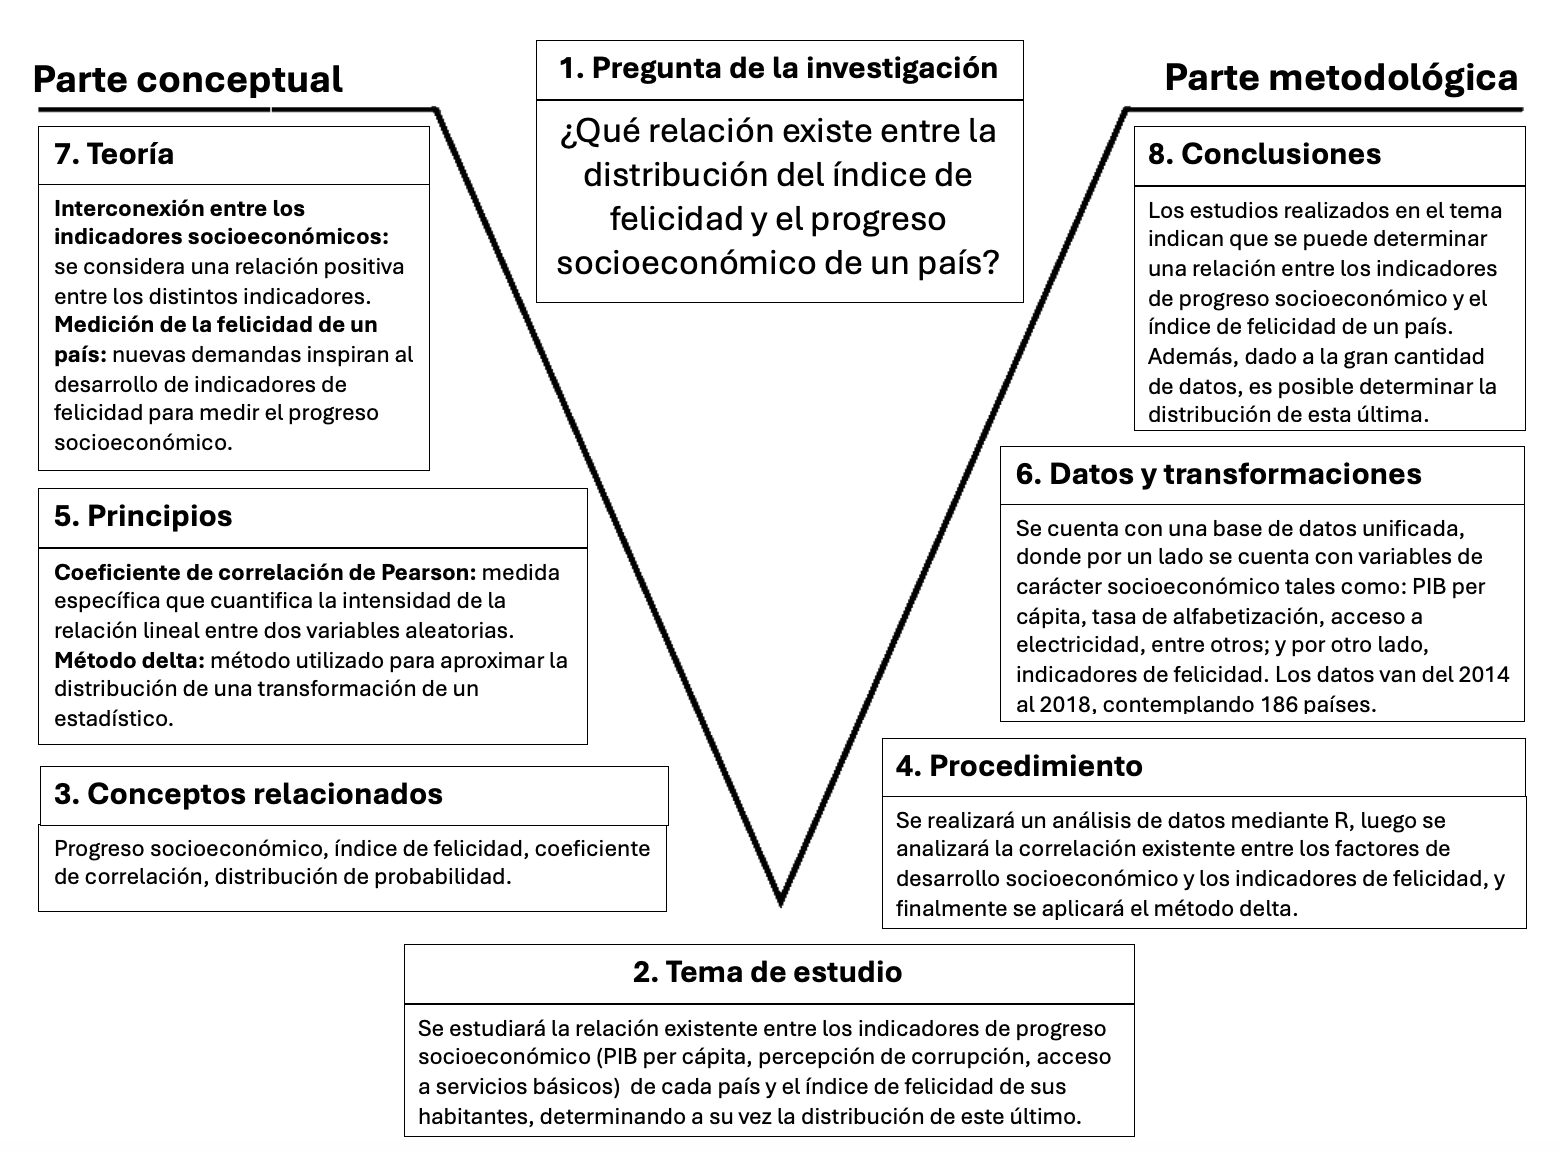 Parte conceptual
1. Pregunta de la investigación
¿Qué relación existe entre la
distribución del índice de
felicidad y el progreso
socioeconómico de un país?
Parte metodológica
7. Teoría
Interconexión entre los
indicadores socioeconómicos:
se considera una relación positiva
entre los distintos indicadores.
Medición de la felicidad de un
país: nuevas demandas inspiran al
desarrollo de indicadores de
felicidad para medir el progreso
socioeconómico.
8. Conclusiones
Los estudios realizados en el tema
indican que se puede determinar
una relación entre los indicadores
de progreso socioeconómico y el
índice de felicidad de un país.
Además, dado a la gran cantidad
de datos, es posible determinar la
distribución de esta última.
5. Principios
Coeficiente de correlación de Pearson: medida
específica que cuantifica la intensidad de la
relación lineal entre dos variables aleatorias.
Método delta: método utilizado para aproximar la
distribución de una transformación de un
estadístico.
6. Datos y transformaciones
Se cuenta con una base de datos unificada,
donde por un lado se cuenta con variables de
carácter socioeconómico tales como: PIB per
cápita, tasa de alfabetización, acceso a
electricidad, entre otros; y por otro lado,
indicadores de felicidad. Los datos van del 2014
al 2018, contemplando 186 países.
3. Conceptos relacionados
Progreso socioeconómico, índice de felicidad, coeficiente
de correlación, distribución de probabilidad.
4. Procedimiento
Se realizará un análisis de datos mediante R, luego se
analizará la correlación existente entre los factores de
desarrollo socioeconómico y los indicadores de felicidad, y
finalmente se aplicará el método delta.
2. Tema de estudio
Se estudiará la relación existente entre los indicadores de progreso
socioeconómico (PIB per cápita, percepción de corrupción, acceso
a servicios básicos)  de cada país y el índice de felicidad de sus
habitantes, determinando a su vez la distribución de este último.